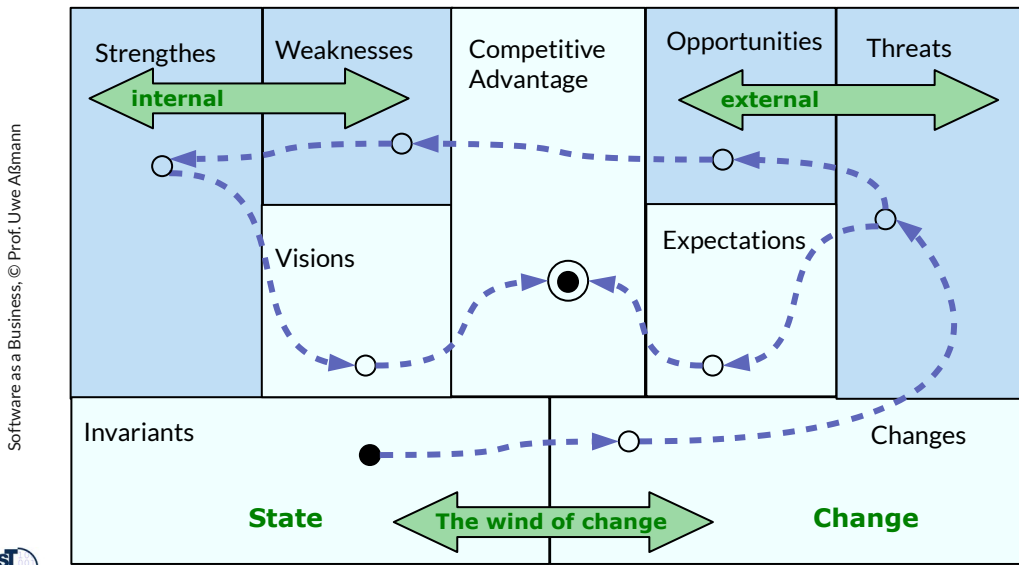 Strengthes
Weaknesses
Competitive
Advantage
Opportunities
Threats
internal
external
Visions
Expectations
Invariants
Changes
State
The wind of change
Change
Software as a Business, © Prof. Uwe Aßmann